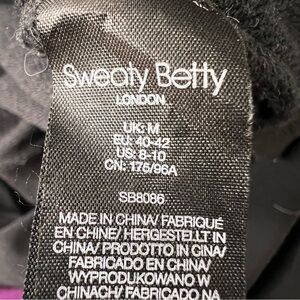 Sweaty Betty
LONDON
UK: M
EU: 40-42
US: 8-10
CN: 175/96A
SB8086
MADE IN CHINA/ FABRIQUÉ
EN CHINE/ HERGESTELLT IN
CHINA/ PRODOTTO IN CINA/
FABRICADO EN CHINA/
WYPRODUKOWANO W
CHINACH/ FABRICADO NA